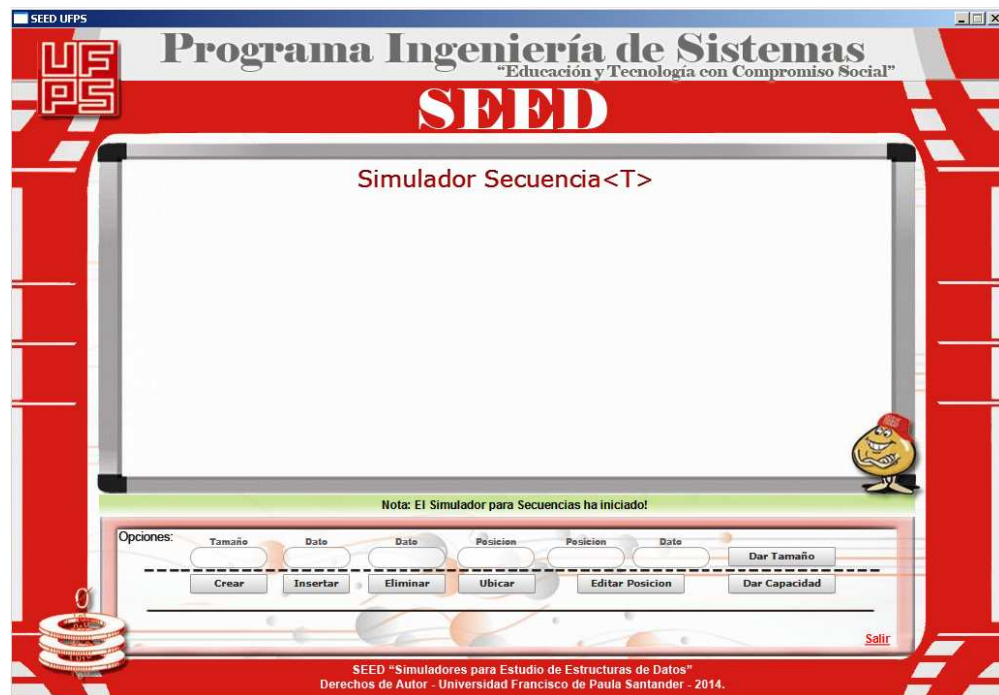 SEED UFPS
UFPS
Programa Ingeniería de Sistemas
“Educación y Tecnología con Compromiso Social”
SEED
Simulador Secuencia<T>
Nota: El Simulador para Secuencias ha iniciado!
Opciones:
Tamaño Dato Dato Posicion Posicion Dato
Dar Tamaño
Crear Insertar Eliminar Ubicar Editar Posicion Dar Capacidad
Salir
SEED “Simuladores para Estudio de Estructuras de Datos”
Derechos de Autor - Universidad Francisco de Paula Santander - 2014.